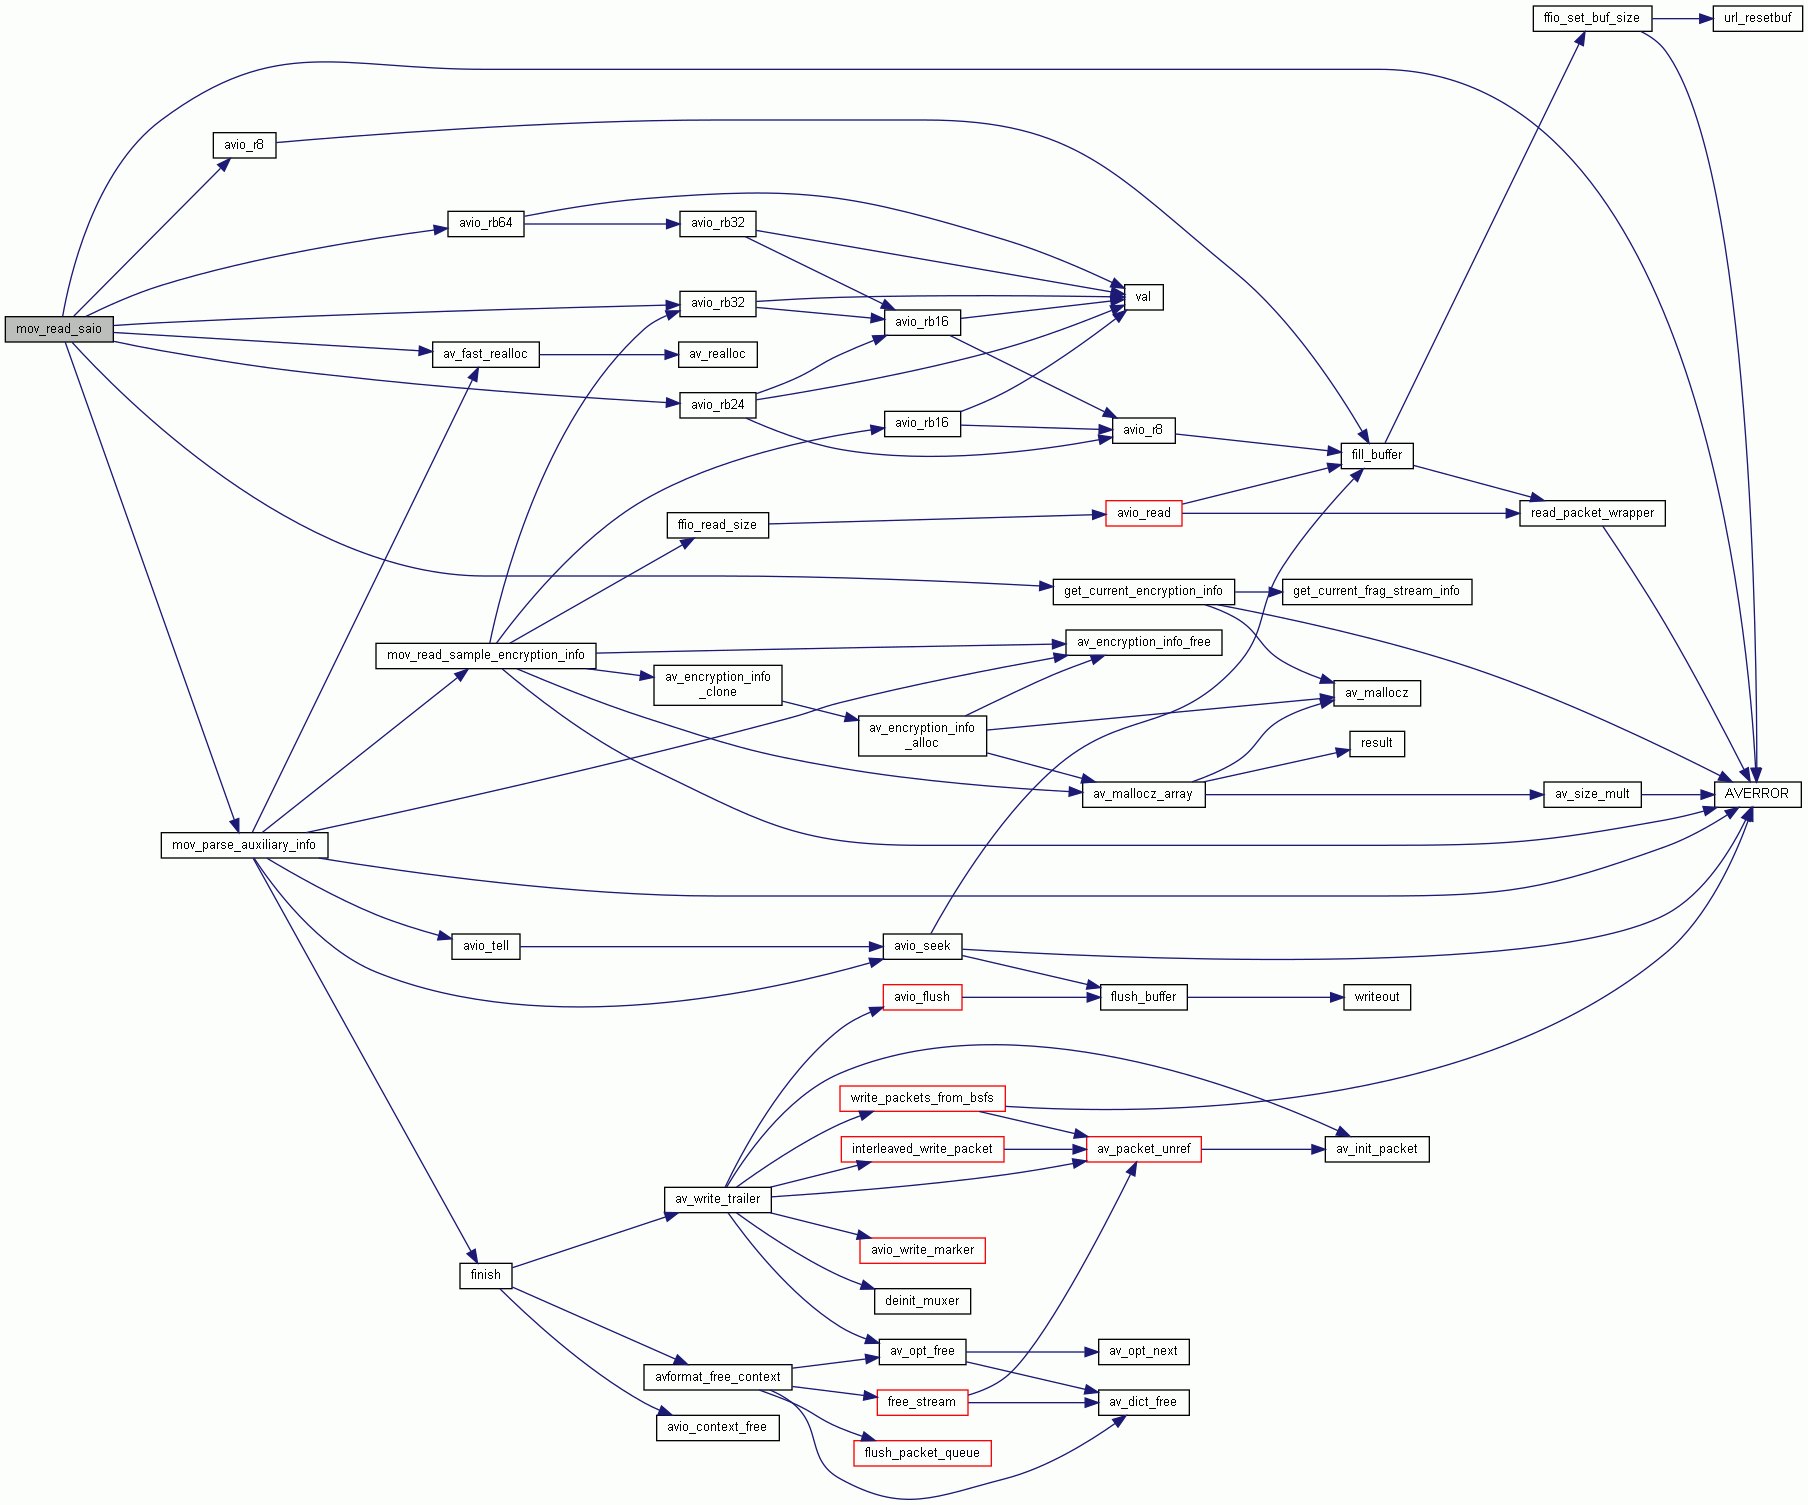 ffio_set_buf_size
url_resetbuf
avio_r8
avio_rb64
avio_rb32
val
avio_rb32
mov_read_saio
avio_rb16
av_fast_realloc
av_realloc
avio_rb24
avio_rb16
avio_r8
fill_buffer
avio_read
read_packet_wrapper
ffio_read_size
get_current_encryption_info
get_current_frag_stream_info
av_encryption_info_free
mov_read_sample_encryption_info
av_encryption_info
_clone
av_mallocz
av_encryption_info
_alloc
result
av_mallocz_array
av_size_mult
AVERROR
mov_parse_auxiliary_info
avio_tell
avio_seek
avio_flush
flush_buffer
writeout
write_packets_from_bsfs
interleaved_write_packet
av_packet_unref
av_init_packet
av_write_trailer
avio_write_marker
finish
deinit_muxer
av_opt_free
av_opt_next
avformat_free_context
free_stream
av_dict_free
avio_context_free
flush_packet_queue